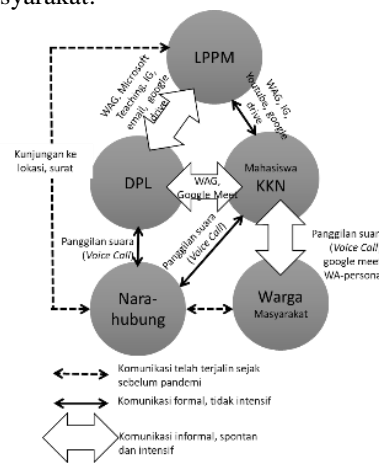 syarakat.
LPPM
WAG, Microsoft
Teaching, IG,
email, google
drive)
WAG, IG,
Youtube, google
drive
Kunjungan ke
lokasi, surat
DPL
WAG,
Google Meet
Mahasiswa
KKN
Panggilan suara
(Voice Call)
Panggilan suara
(Voice Call)
Panggilan suar
(Voice Call)
google meet
WA-persona
Nara-
hubung
Warga
Masyarakat
Komunikasi telah terjalin sejak
sebelum pandemi
Komunikasi formal, tidak intensif
Komunikasi informal, spontan
dan intensif